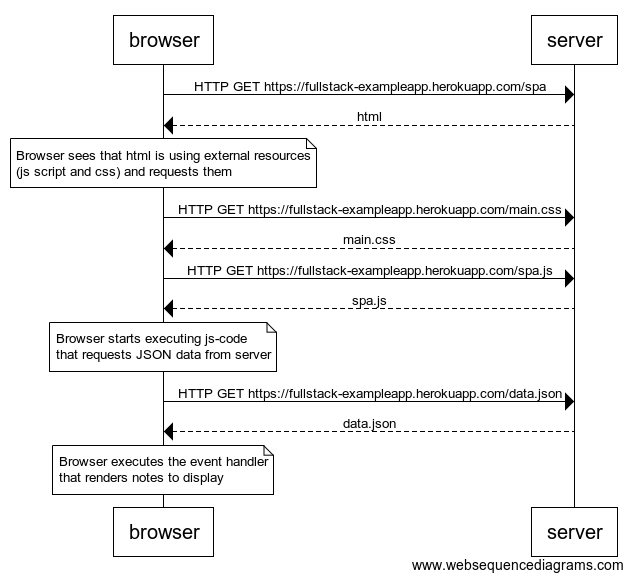 browser
server
HTTP GET https://fullstack-exampleapp.herokuapp.com/spa
html
Browser sees that html is using external resources
(js script and css) and requests them
HTTP GET https://fullstack-exampleapp.herokuapp.com/main.css
main.css
HTTP GET https://fullstack-exampleapp.herokuapp.com/spa.js
spa.js
Browser starts executing js-code
that requests JSON data from server
HTTP GET https://fullstack-exampleapp.herokuapp.com/data.json
data.json
Browser executes the event handler
that renders notes to display
browser
server
www.websequencediagrams.com